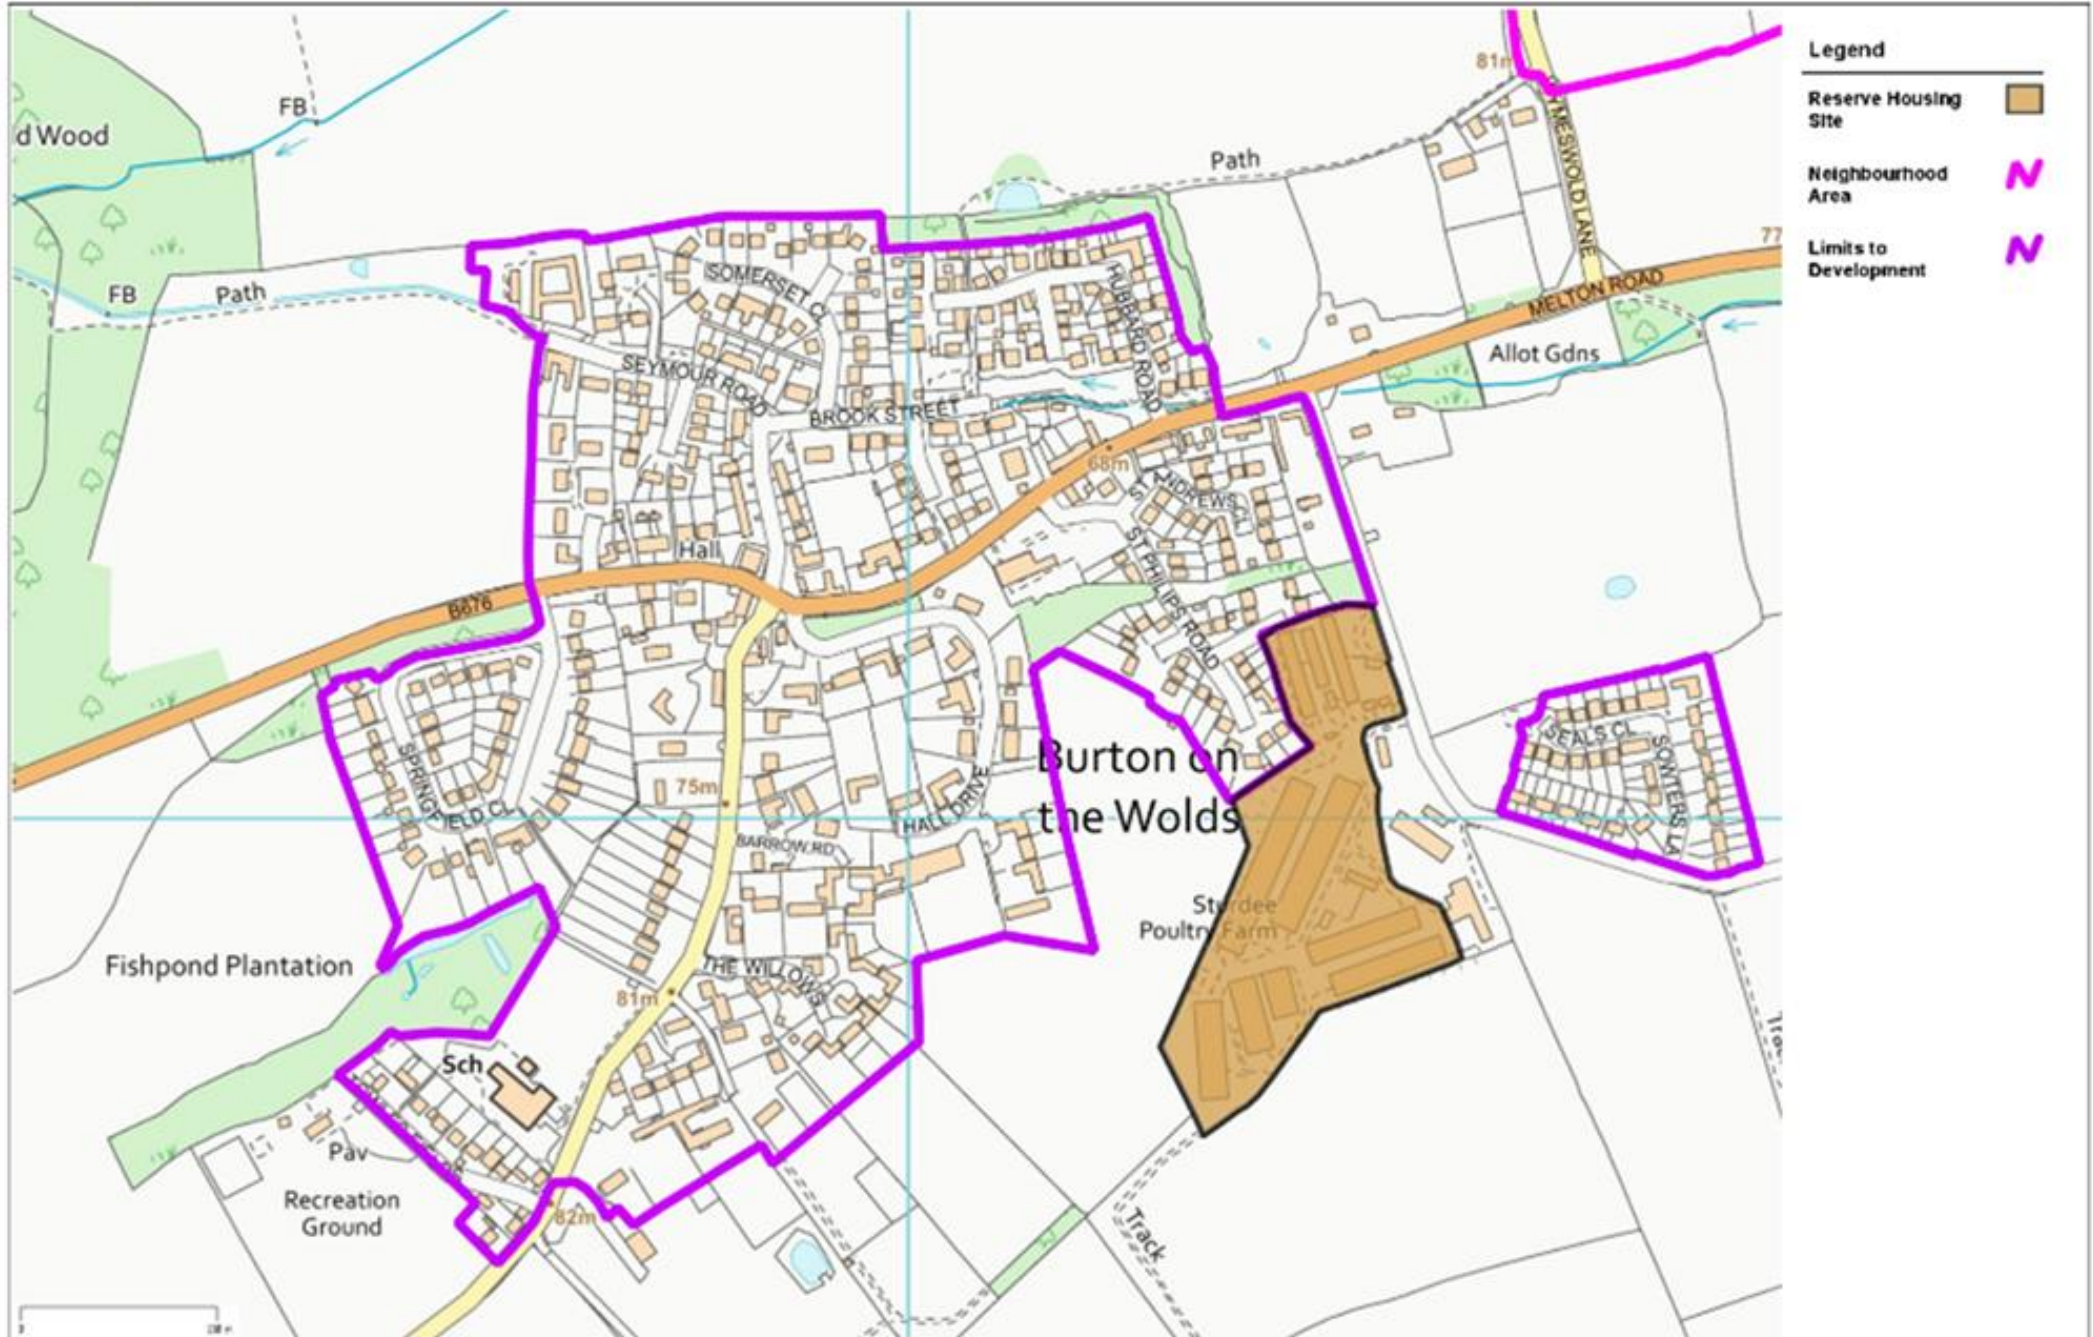 Legend
Reserve Housing
Site
Neighbourhood
Area
Limits to
Development
d Wood
FB
FB
Path
Path
81m
YMESWOLD LANE
77
MELTON ROAD
Allot Gdns
SOMERSET CL
HUBBARD ROAD
SEYMOUR ROAD
BROOK STREET
68m
ST ANDREWS CL
Hall
ST PHILIPS ROAD
B676
SPRINGFIELD CL
75m
HALL DRIVE
BARROW RD
Burton on
the Wolds
SEALS CL
SOWTERS LA
Sturdee
Poultry Farm
Fishpond Plantation
THE WILLOWS
81m
Sch
Pav
Recreation
Ground
82m
Track
0